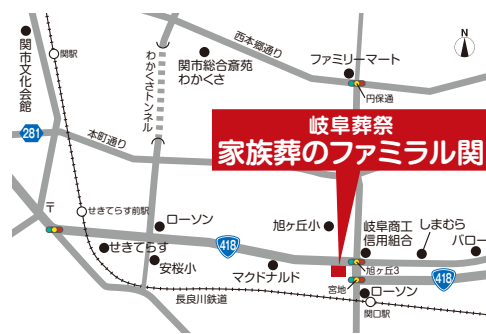 西本郷通り
N
関市文化会館
関駅
わかくさトンネル
関市総合斎苑
わかくさ
ファミリーマート
円保通
281
本町通り
岐阜葬祭
家族葬のファミラル関
〒
せきてらす前駅
ローソン
旭ヶ丘小
岐阜商工
信用組合
しまむら
バロー
せきてらす
418
安桜小
マクドナルド
旭ヶ丘3
418
宮地
ローソン
長良川鉄道
関口駅